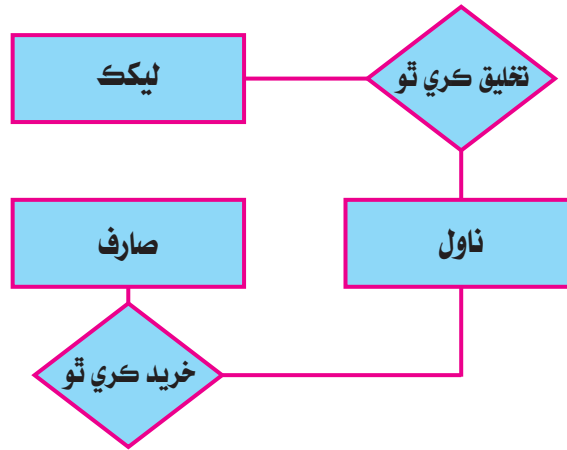 ليکڪ
تخليق ڪري ٿو
صارف
ناول
خريد ڪري ٿو